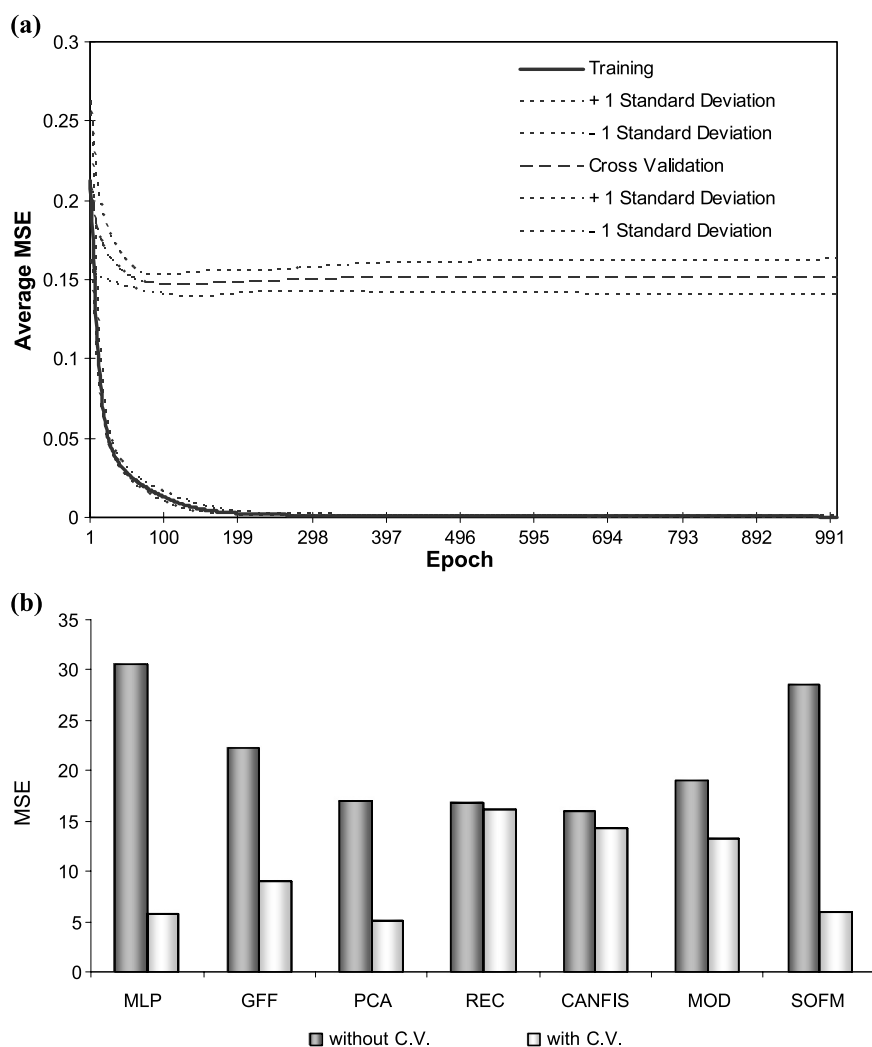 (a)
0.3
0.25
0.2
0.15
0.1
0.05
0
Average MSE
Training
+ 1 Standard Deviation
- 1 Standard Deviation
Cross Validation
+ 1 Standard Deviation
- 1 Standard Deviation
1 100 199 298 397 496 595 694 793 892 991
Epoch
(b)
35
30
25
20
15
10
5
0
MSE
MLP GFF PCA REC CANFIS MOD SOFM
without C.V. with C.V.